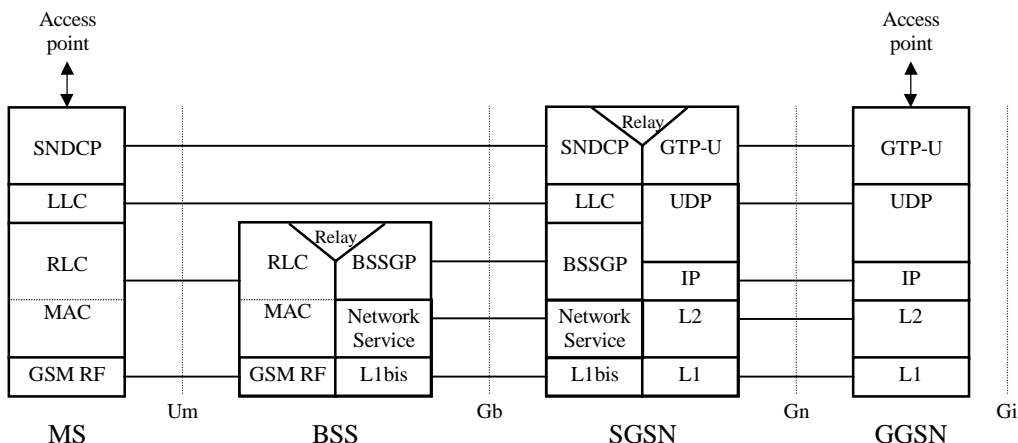 Access
point
Access
point
Relay
SNDCP
SNDCP
GTP-U
GTP-U
LLC
LLC
UDP
UDP
Relay
RLC
RLC
BSSGP
BSSGP
IP
IP
MAC
MAC
Network
Service
Network
Service
L2
L2
GSM RF
GSM RF
L1bis
L1bis
L1
L1
Um
Gb
Gn
Gi
MS
BSS
SGSN
GGSN